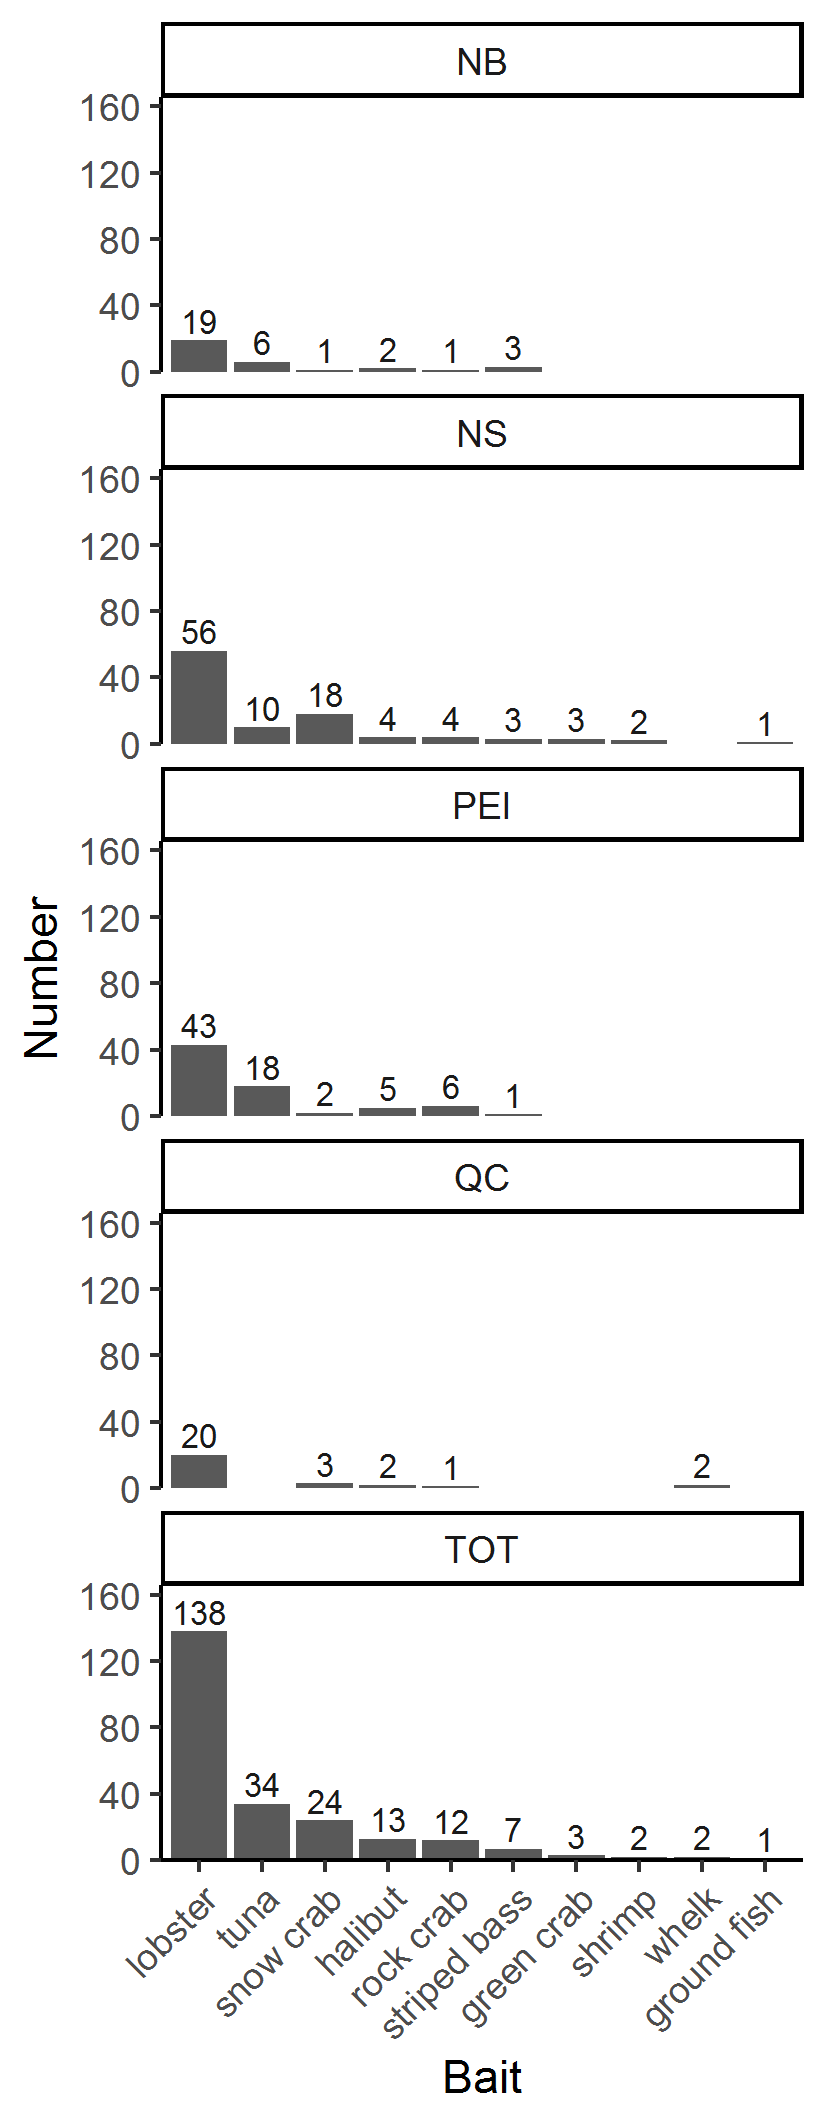 NB
160
120
80
40
0
19 6 1 2 1 3
NS
160
120
80
40
0
56 10 18 4 4 3 3 2 1
PEI
160
120
80
40
0
43 18 2 5 6 1
QC
160
120
80
40
0
20 3 2 1 2
TOT
160
120
80
40
0
138 34 24 13 12 7 3 2 2 1
lobster
tuna
snow crab
halibut
rock crab
striped bass
green crab
shrimp
whelk
ground fish
Number
Bait